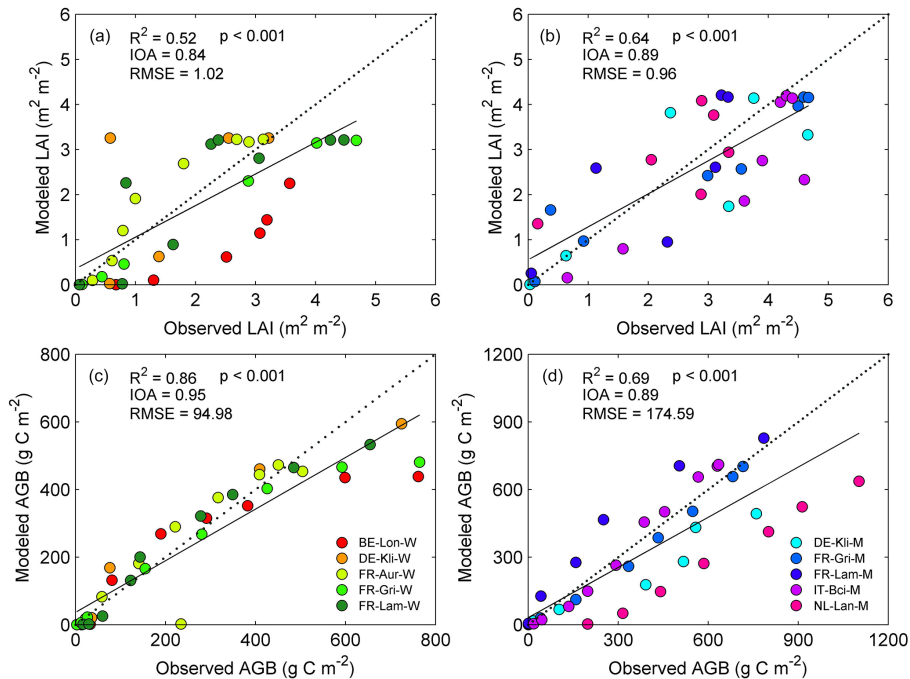 (a)
R² = 0.52 p < 0.001
IOA = 0.84
RMSE = 1.02
6
5
4
3
2
1
0
Modeled LAI (m² m⁻²)
0 1 2 3 4 5 6
Observed LAI (m² m⁻²)
(b)
R² = 0.64 p < 0.001
IOA = 0.89
RMSE = 0.96
6
5
4
3
2
1
0
Modeled LAI (m² m⁻²)
0 1 2 3 4 5 6
Observed LAI (m² m⁻²)
(c)
R² = 0.86 p < 0.001
IOA = 0.95
RMSE = 94.98
800
600
400
200
0
Modeled AGB (g C m⁻²)
BE-Lon-W
DE-Kli-W
FR-Aur-W
FR-Gri-W
FR-Lam-W
0 200 400 600 800
Observed AGB (g C m⁻²)
(d)
R² = 0.69 p < 0.001
IOA = 0.89
RMSE = 174.59
1200
900
600
300
0
Modeled AGB (g C m⁻²)
DE-Kli-M
FR-Gri-M
FR-Lam-M
IT-Bci-M
NL-Lan-M
0 300 600 900 1200
Observed AGB (g C m⁻²)